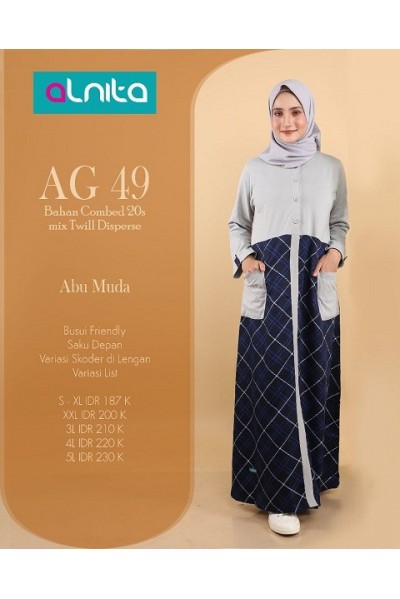 alnita
AG 49
Bahan Combed 20s
mix Twill Disperse
Abu Muda
Busui Friendly
Saku Depan
Variasi Skoder di Lengan
Variasi List
S - XL IDR 187 K
XXL IDR 200 K
3L IDR 210 K
4L IDR 220 K
5L IDR 230 K